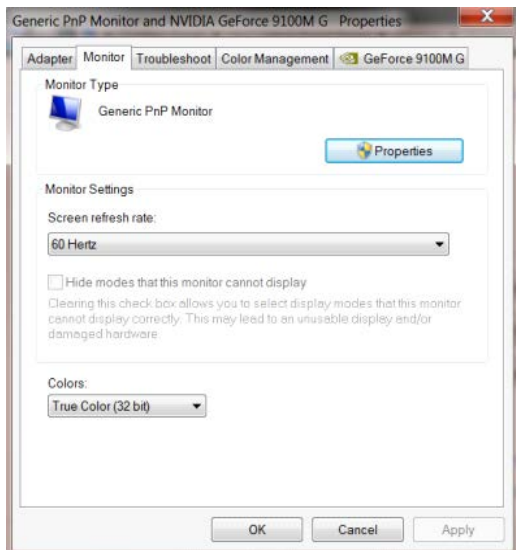 Generic PnP Monitor and NVIDIA GeForce 9100M G Properties
Adapter Monitor Troubleshoot Color Management GeForce 9100M G
Monitor Type
Generic PnP Monitor
Properties
Monitor Settings
Screen refresh rate:
60 Hertz
Hide modes that this monitor cannot display
Clearing this check box allows you to select display modes that this monitor
cannot display correctly. This may lead to an unusable display and/or
damaged hardware.
Colors:
True Color (32 bit)
OK Cancel Apply